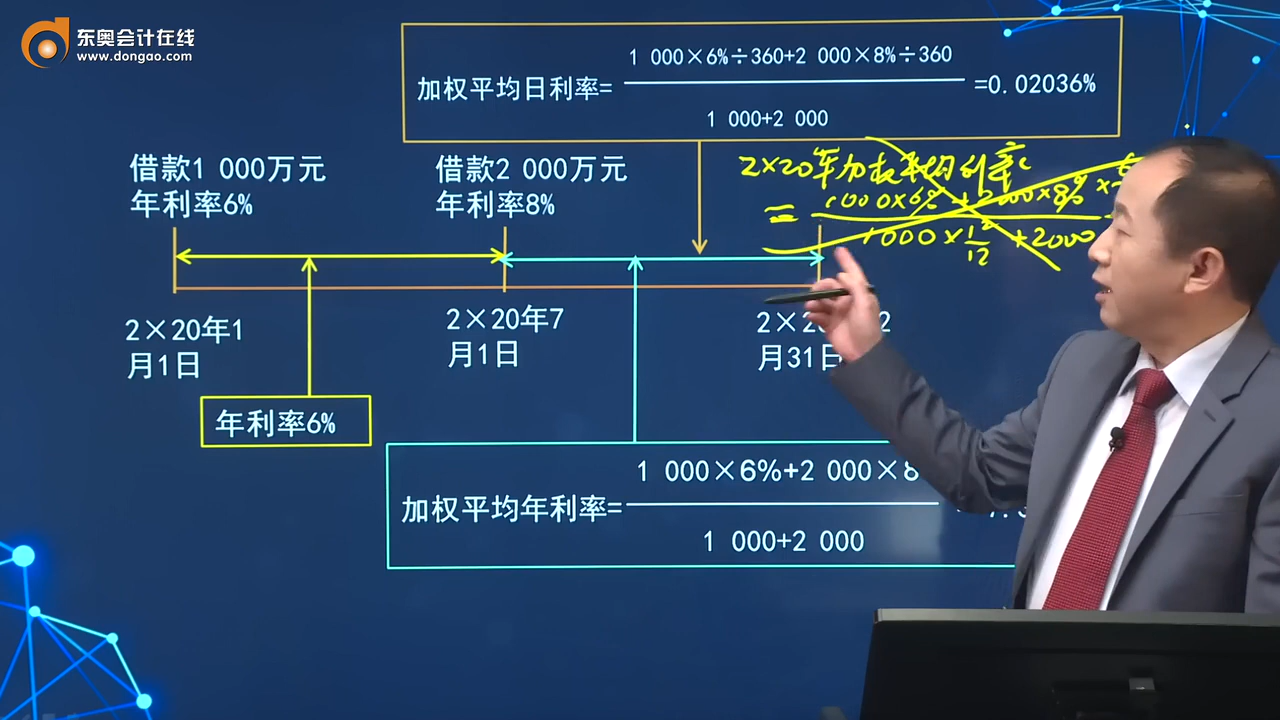 东奥会计在线
www.dongao.com
1 000×6%÷360+2 000×8%÷360
加权平均日利率=
=0.02036%
1 000+2 000
借款1 000万元
年利率6%
借款2 000万元
年利率8%
2×20年加权平均利率
= 1000×6%+2000×8%×
1000×12/12+2000
2×20年1
月1日
2×20年7
月1日
2×2
月31日
年利率6%
1 000×6%+2 000×8
加权平均年利率=
1 000+2 000